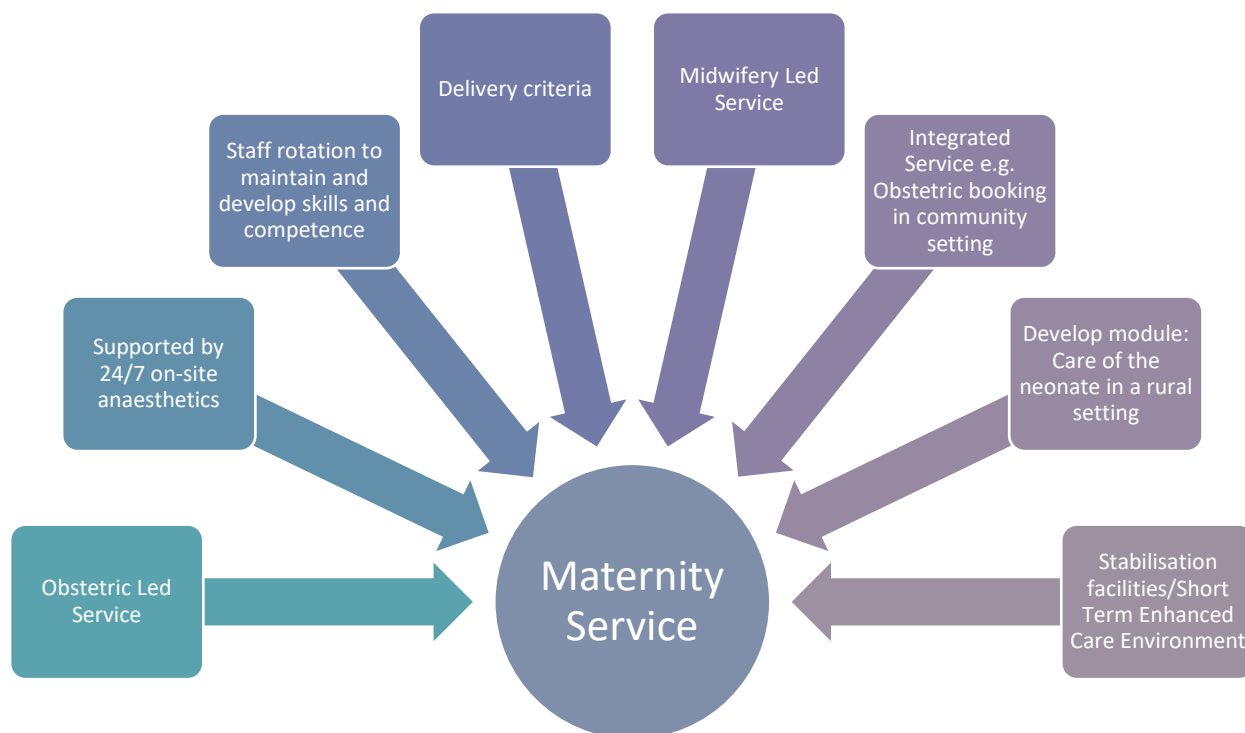 Obstetric Led
Service
Supported by
24/7 on-site
anaesthetics
Staff rotation to
maintain and
develop skills and
competence
Delivery criteria
Midwifery Led
Service
Integrated
Service e.g.
Obstetric booking
in community
setting
Develop module:
Care of the
neonate in a rural
setting
Stabilisation
facilities/Short
Term Enhanced
Care Environment
Maternity
Service